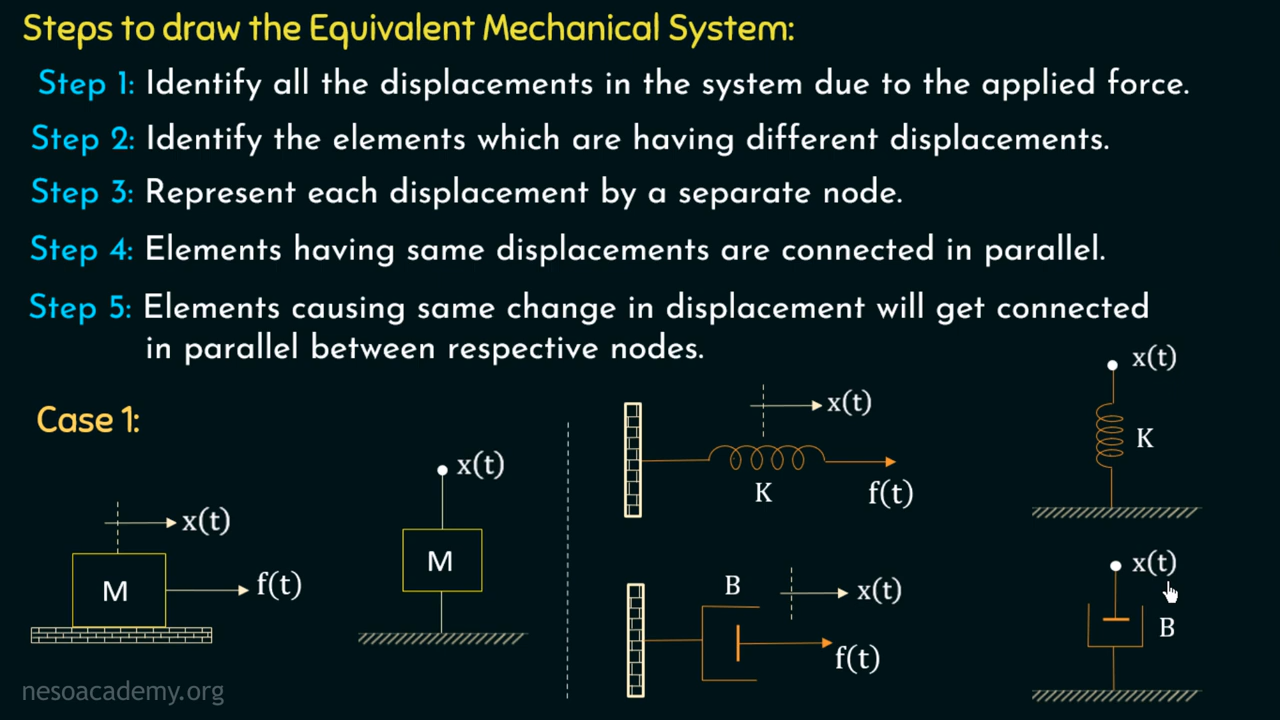 Steps to draw the Equivalent Mechanical System:
Step 1: Identify all the displacements in the system due to the applied force.
Step 2: Identify the elements which are having different displacements.
Step 3: Represent each displacement by a separate node.
Step 4: Elements having same displacements are connected in parallel.
Step 5: Elements causing same change in displacement will get connected
in parallel between respective nodes.
Case 1:
x(t)
M
f(t)
x(t)
M
x(t)
K
f(t)
x(t)
K
B
x(t)
f(t)
x(t)
B
nesoacademy.org